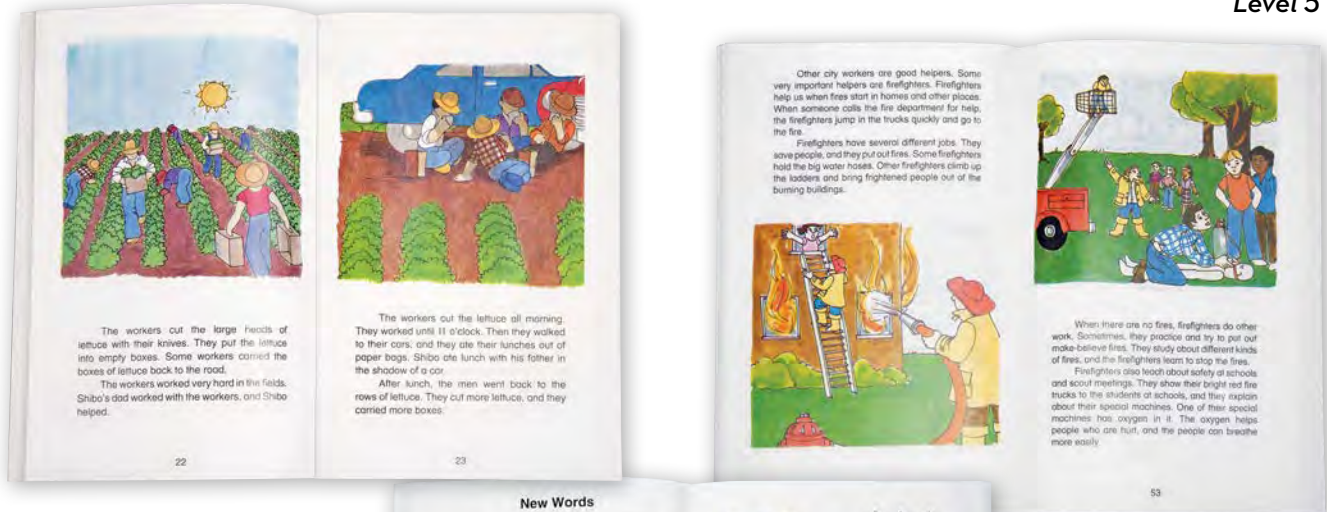 Level 5
The workers cut the large heads of
lettuce with their knives. They put the lettuce
into empty boxes. Some workers carried the
boxes of lettuce back to the road.
The workers worked very hard in the fields.
Shibo's dad worked with the workers, and Shibo
helped.
22
The workers cut the lettuce all morning.
They worked until 11 o'clock. Then they walked
to their cars, and they ate their lunches out of
paper bags. Shibo ate lunch with his father in
the shadow of a car.
After lunch, the men went back to the
rows of lettuce. They cut more lettuce, and they
carried more boxes.
23
Other city workers are good helpers. Some
very important helpers are firefighters. Firefighters
help us when fires start in homes and other places.
When someone calls the fire department for help,
the firefighters jump in the trucks quickly and go to
the fire.
Firefighters have several different jobs. They
save people, and they put out fires. Some firefighters
hold the big water hoses. Other firefighters climb up
the ladders and bring frightened people out of the
burning buildings.
When there are no fires, firefighters do other
work. Sometimes, they practice and try to put out
make-believe fires. They study about different kinds
of fires, and the firefighters learn to stop the fires.
Firefighters also teach about safety at schools
and scout meetings. They show their bright red fire
trucks to the students at schools, and they explain
about their special machines. One of their special
machines has oxygen in it. The oxygen helps
people who are hurt, and the people can breathe
more easily.
53
New Words